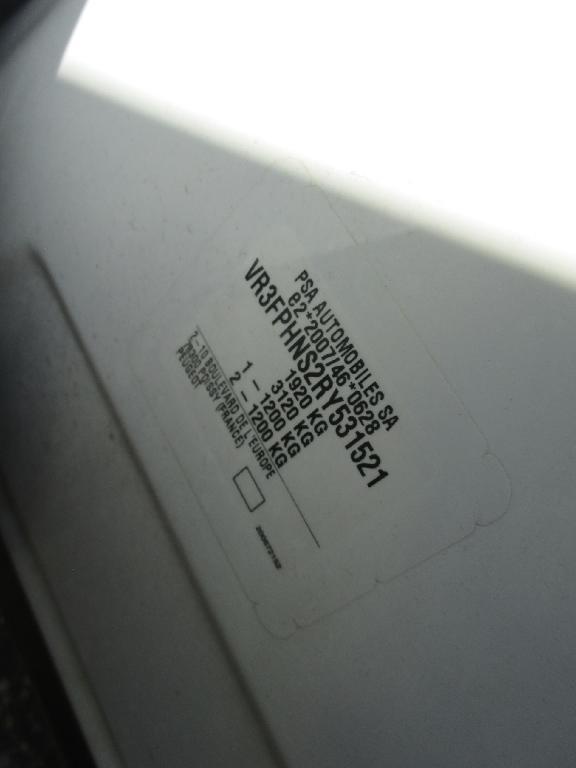 PSA AUTOMOBILES SA
e2*2007/46*0628
VR3FPHNS2RY531521
1920 KG
3120 KG
1 - 1200 KG
2 - 1200 KG
2-10 BOULEVARD DE L'EUROPE
POISSY (FRANCE)
PEUGEOT